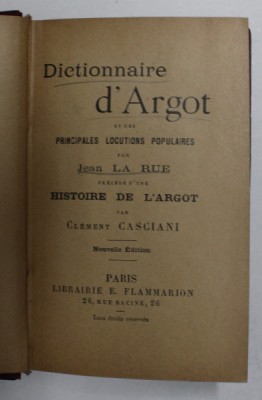 Dictionnaire
d'Argot
ET DES
PRINCIPALES LOCUTIONS POPULAIRES
PAR
Jean LA RUE
PRÉCÉDÉ D'UNE
HISTOIRE DE L'ARGOT
PAR
CLÉMENT CASCIANI
Nouvelle Édition
PARIS
LIBRAIRIE E. FLAMMARION
26, RUE RACINE, 26
Tous droits réservés